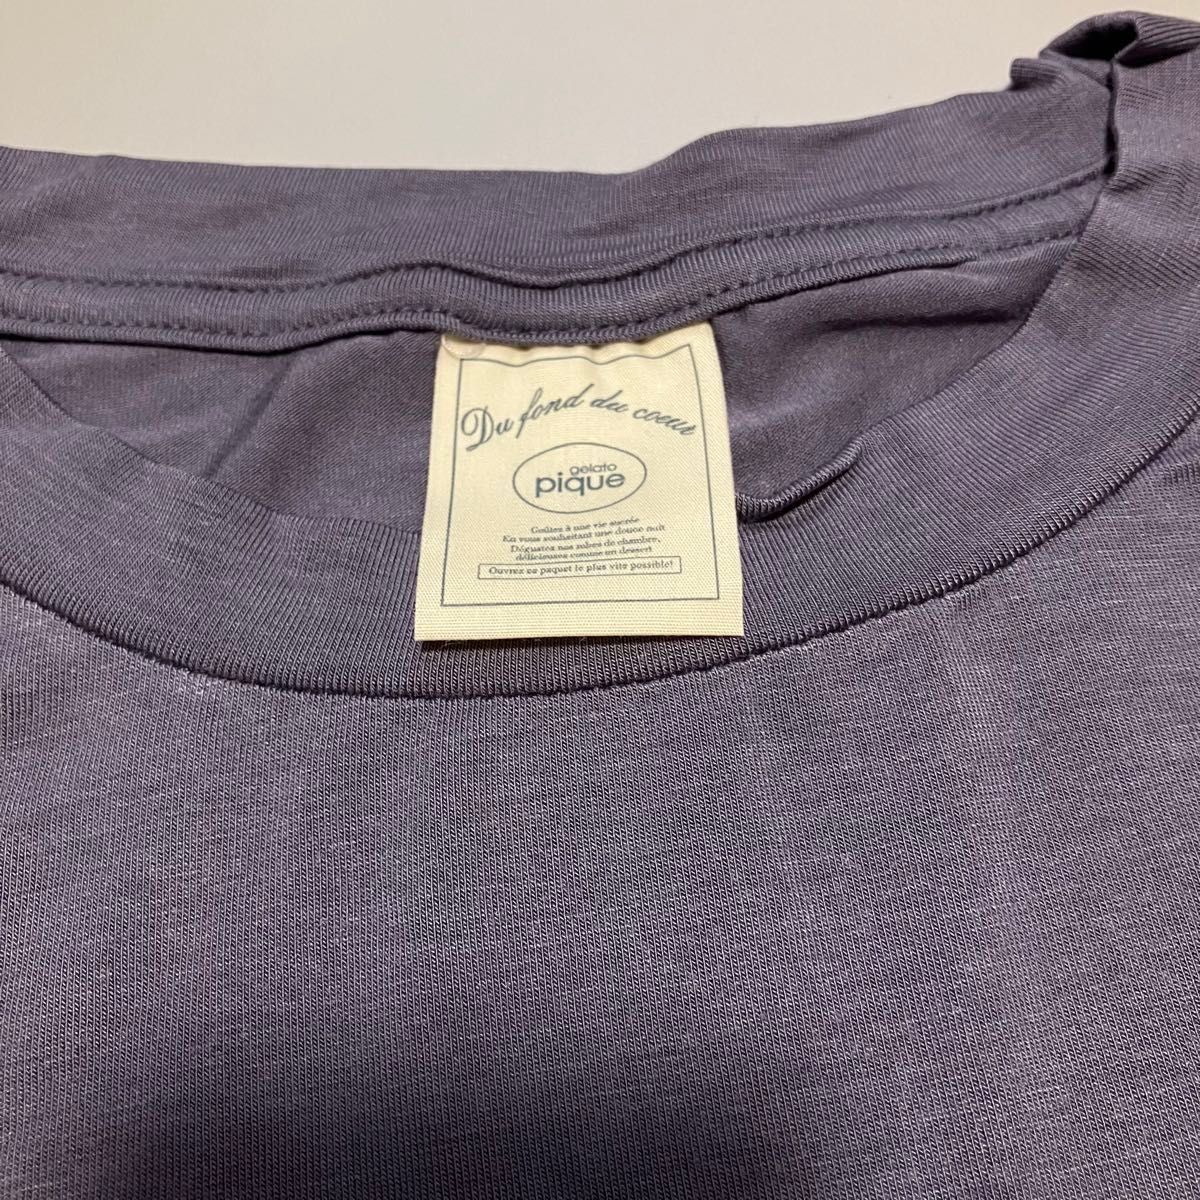 Du fond du coeur
gelato
pique
Goûtez à une vie sucrée
En vous souhaitant une douce nuit
Dégustez nos robes de chambre,
délicieuses comme un dessert
Ouvrez ce paquet le plus vite possible!